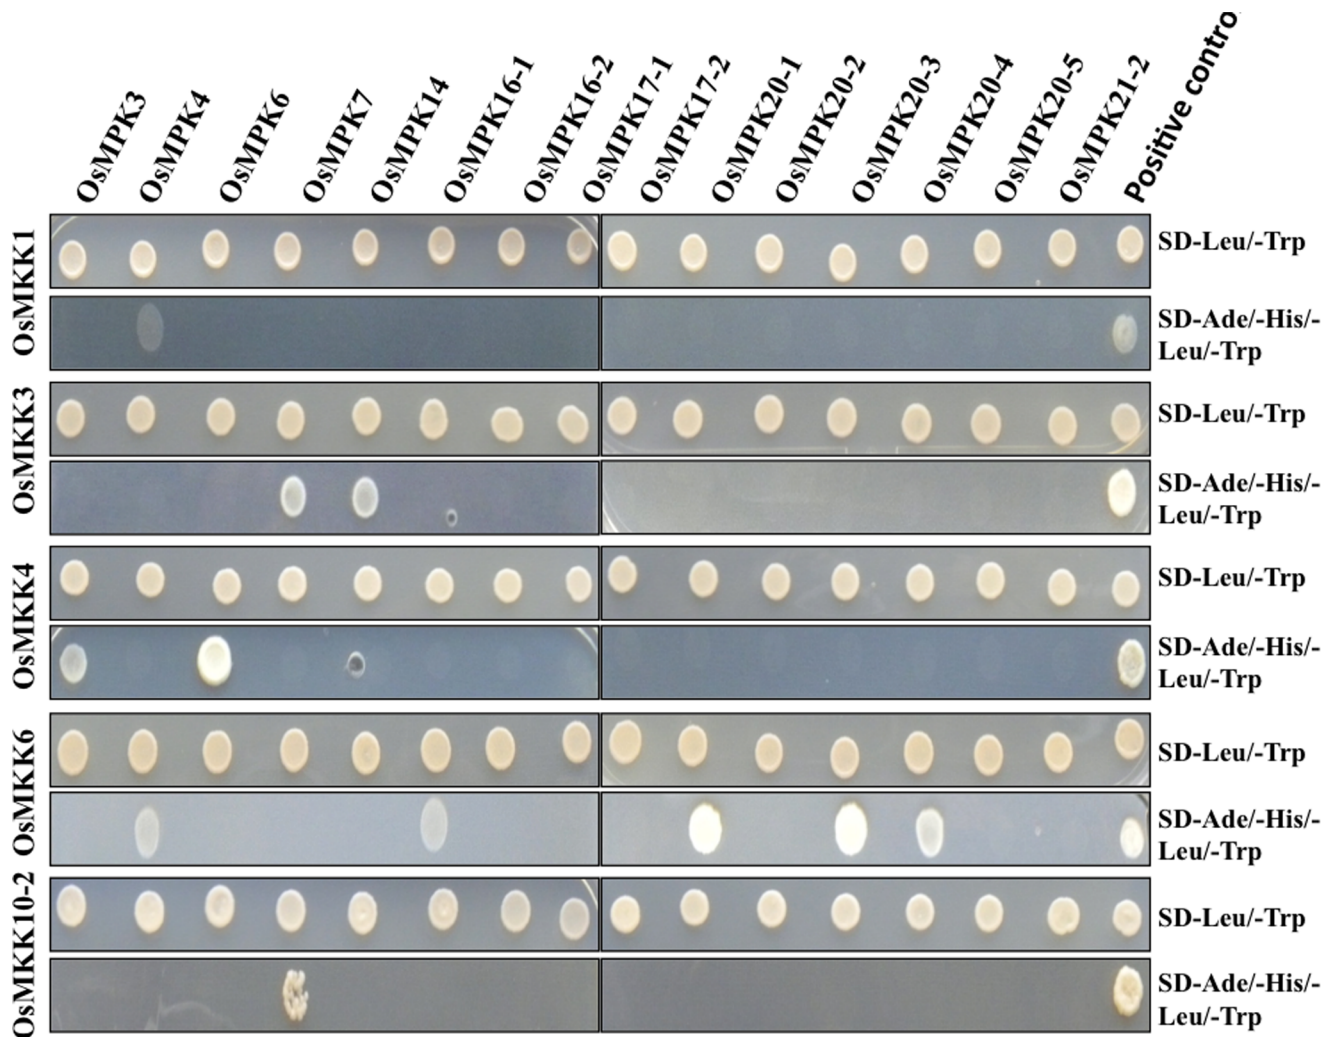 OsMPK3
OsMPK4
OsMPK6
OsMPK7
OsMPK14
OsMPK16-1
OsMPK16-2
OsMPK17-1
OsMPK17-2
OsMPK20-1
OsMPK20-2
OsMPK20-3
OsMPK20-4
OsMPK20-5
OsMPK21-2
Positive contro
OsMKK1
SD-Leu/-Trp
SD-Ade/-His/-
Leu/-Trp
OsMKK3
SD-Leu/-Trp
SD-Ade/-His/-
Leu/-Trp
OsMKK4
SD-Leu/-Trp
SD-Ade/-His/-
Leu/-Trp
OsMKK6
SD-Leu/-Trp
SD-Ade/-His/-
Leu/-Trp
OsMKK10-2
SD-Leu/-Trp
SD-Ade/-His/-
Leu/-Trp